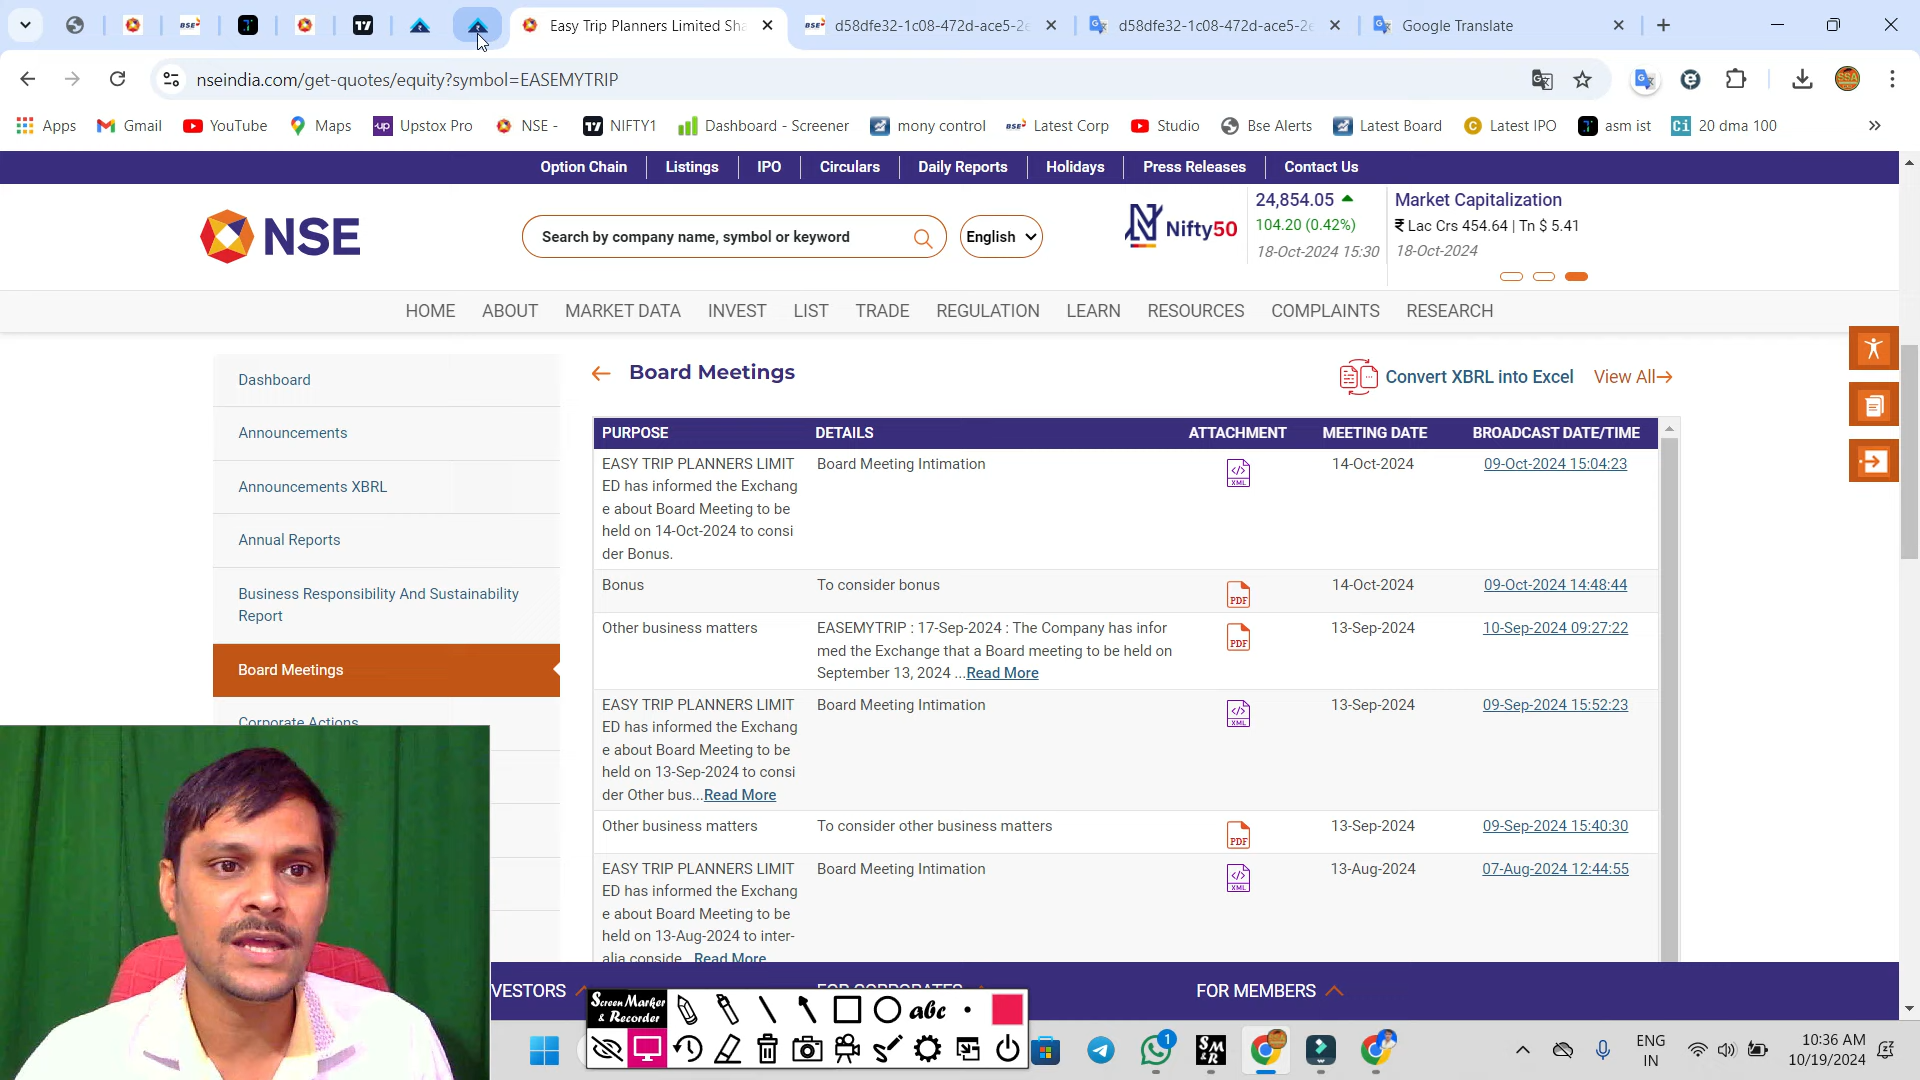 Easy Trip Planners Limited Sha
d58dfe32-1c08-472d-ace5-2e
d58dfe32-1c08-472d-ace5-2e
Google Translate
nseindia.com/get-quotes/equity?symbol=EASEMYTRIP
Apps Gmail YouTube Maps Upstox Pro NSE - NIFTY1 Dashboard - Screener mony control Latest Corp Studio Bse Alerts Latest Board Latest IPO asm ist 20 dma 100
Option Chain Listings IPO Circulars Daily Reports Holidays Press Releases Contact Us
NSE
Search by company name, symbol or keyword
English
Nifty50
24,854.05
104.20 (0.42%)
18-Oct-2024 15:30
Market Capitalization
₹ Lac Crs 454.64 | Tn $ 5.41
18-Oct-2024
HOME ABOUT MARKET DATA INVEST LIST TRADE REGULATION LEARN RESOURCES COMPLAINTS RESEARCH
Dashboard
Announcements
Announcements XBRL
Annual Reports
Business Responsibility And Sustainability
Report
Board Meetings
Corporate Actions
Board Meetings
Convert XBRL into Excel View All
PURPOSE DETAILS ATTACHMENT MEETING DATE BROADCAST DATE/TIME
EASY TRIP PLANNERS LIMIT Board Meeting Intimation XML 14-Oct-2024 09-Oct-2024 15:04:23
ED has informed the Exchang
e about Board Meeting to be
held on 14-Oct-2024 to consi
der Bonus.
Bonus To consider bonus PDF 14-Oct-2024 09-Oct-2024 14:48:44
Other business matters EASEMYTRIP : 17-Sep-2024 : The Company has infor PDF 13-Sep-2024 10-Sep-2024 09:27:22
med the Exchange that a Board meeting to be held on
September 13, 2024 ...Read More
EASY TRIP PLANNERS LIMIT Board Meeting Intimation XML 13-Sep-2024 09-Sep-2024 15:52:23
ED has informed the Exchang
e about Board Meeting to be
held on 13-Sep-2024 to consi
der Other bus...Read More
Other business matters To consider other business matters PDF 13-Sep-2024 09-Sep-2024 15:40:30
EASY TRIP PLANNERS LIMIT Board Meeting Intimation XML 13-Aug-2024 07-Aug-2024 12:44:55
ED has informed the Exchang
e about Board Meeting to be
held on 13-Aug-2024 to inter-
alia conside...Read More
VESTORS FOR CORPORATES FOR MEMBERS
Screen Marker
& Recorder
abc
1
ENG
IN
10:36 AM
10/19/2024